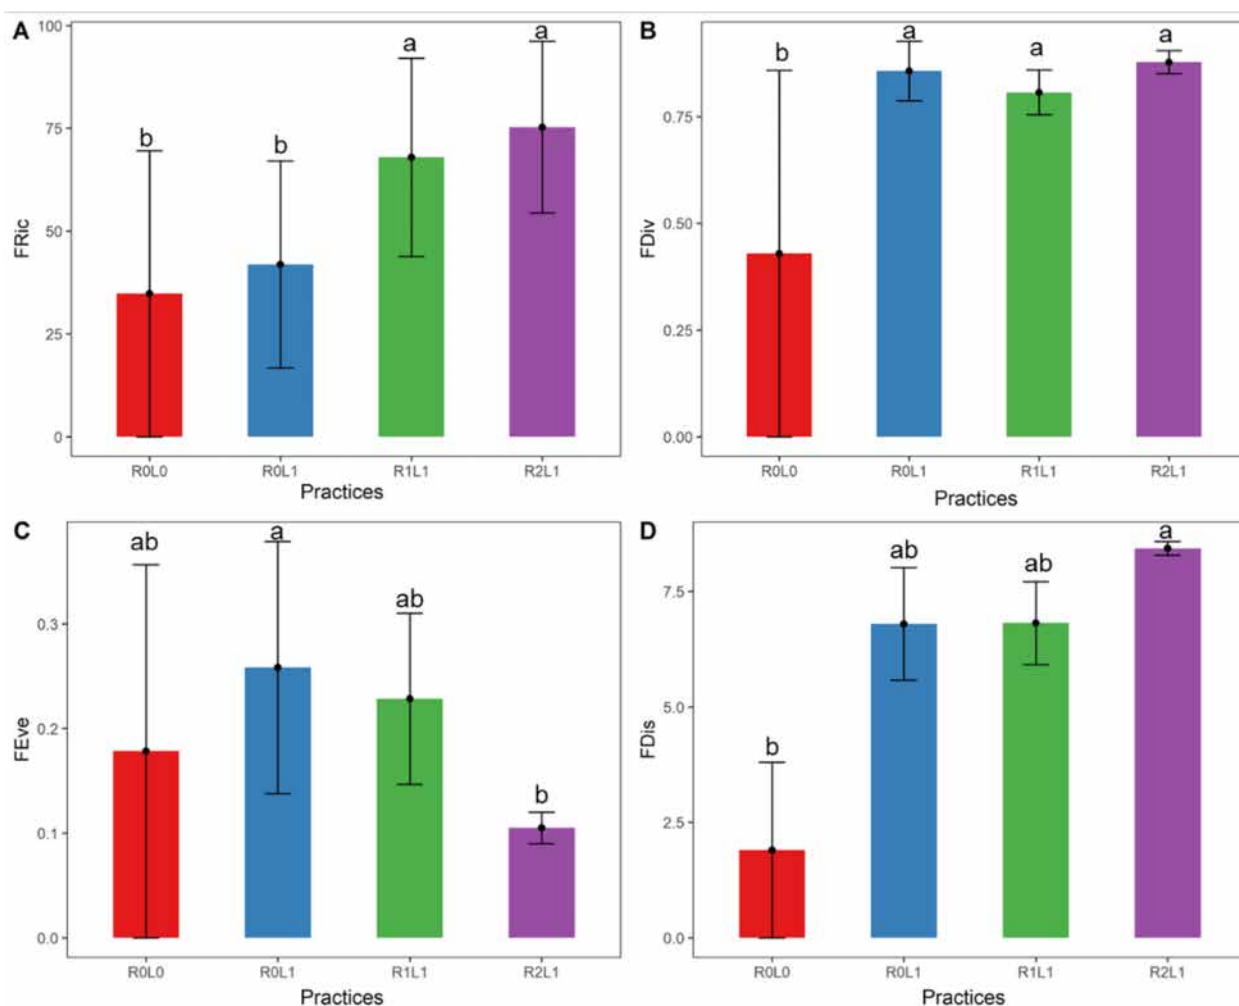 A
100
75
50
25
0
FRic
b
b
a
a
R0L0
R0L1
R1L1
R2L1
Practices
B
0.75
0.50
0.25
0.00
FDiv
b
a
a
a
R0L0
R0L1
R1L1
R2L1
Practices
C
0.3
0.2
0.1
0.0
FEve
ab
a
ab
b
R0L0
R0L1
R1L1
R2L1
Practices
D
7.5
5.0
2.5
0.0
FDis
b
ab
ab
a
R0L0
R0L1
R1L1
R2L1
Practices